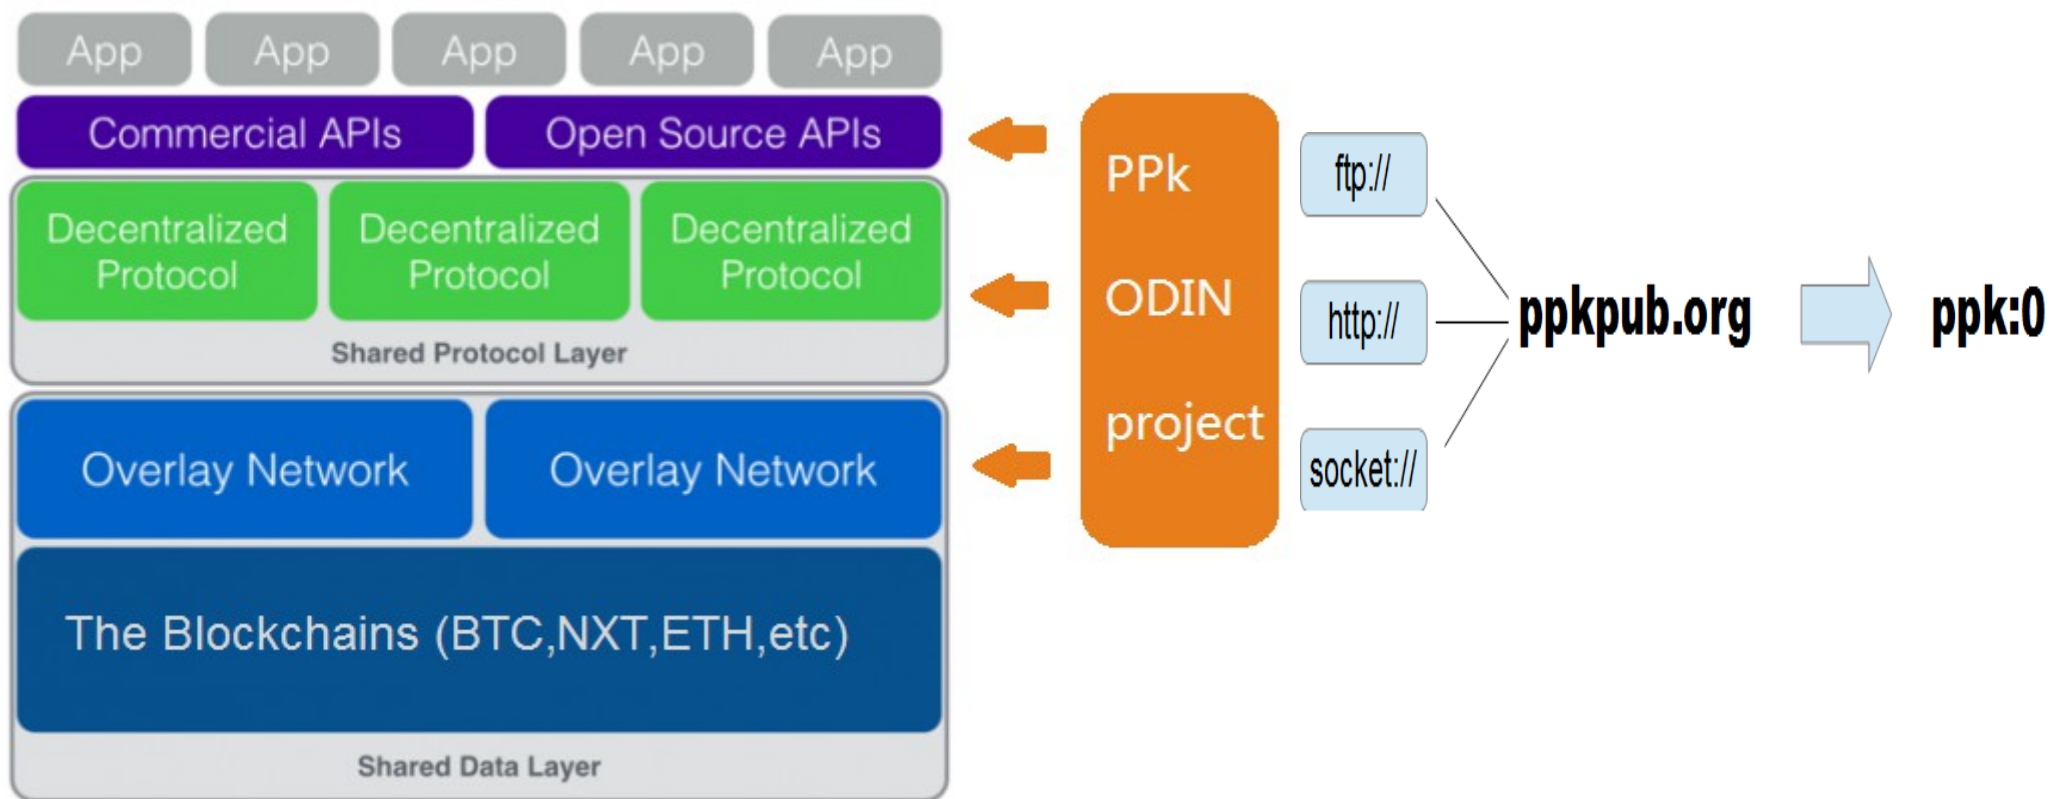 App App App App App
Commercial APIs Open Source APIs
Decentralized Decentralized Decentralized
Protocol Protocol Protocol
Shared Protocol Layer
Overlay Network Overlay Network
The Blockchains (BTC,NXT,ETH,etc)
Shared Data Layer
PPk
ODIN
project
ftp://
http://
socket://
ppkpub.org
ppk:0